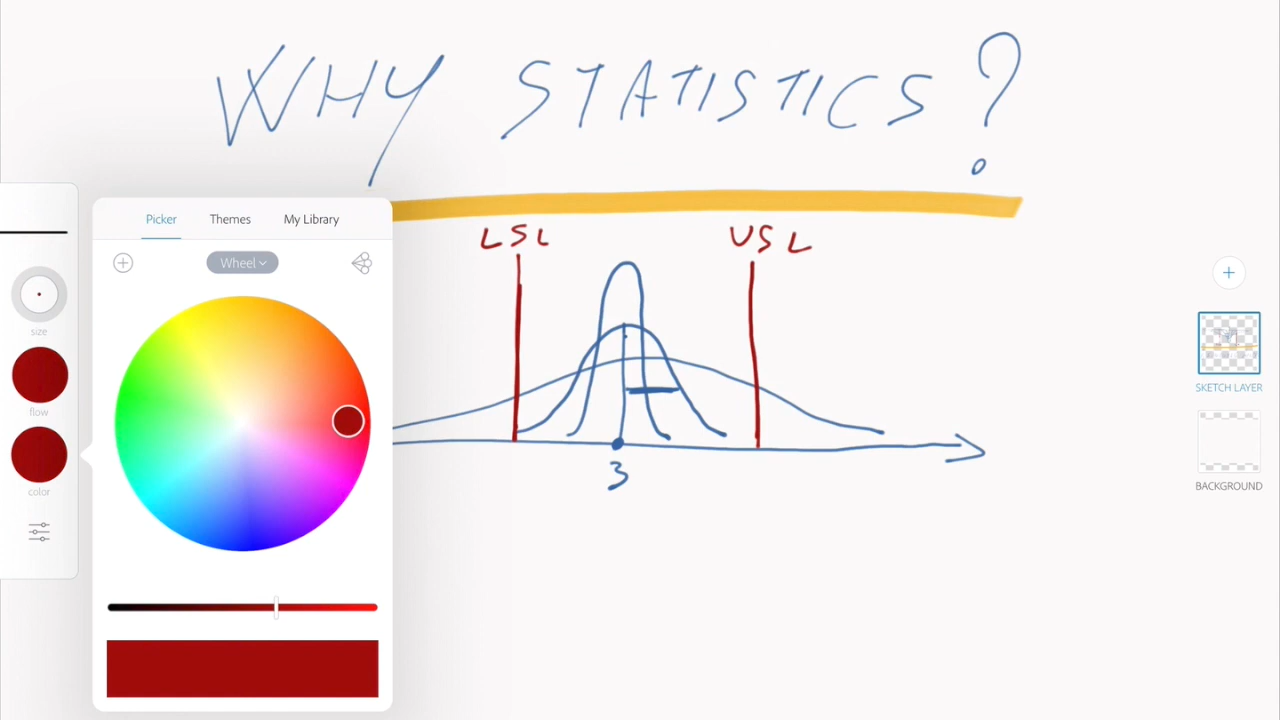 WHY STATISTICS?
Picker Themes My Library
Wheel
LSL USL
size
flow
color
3
SKETCH LAYER
BACKGROUND